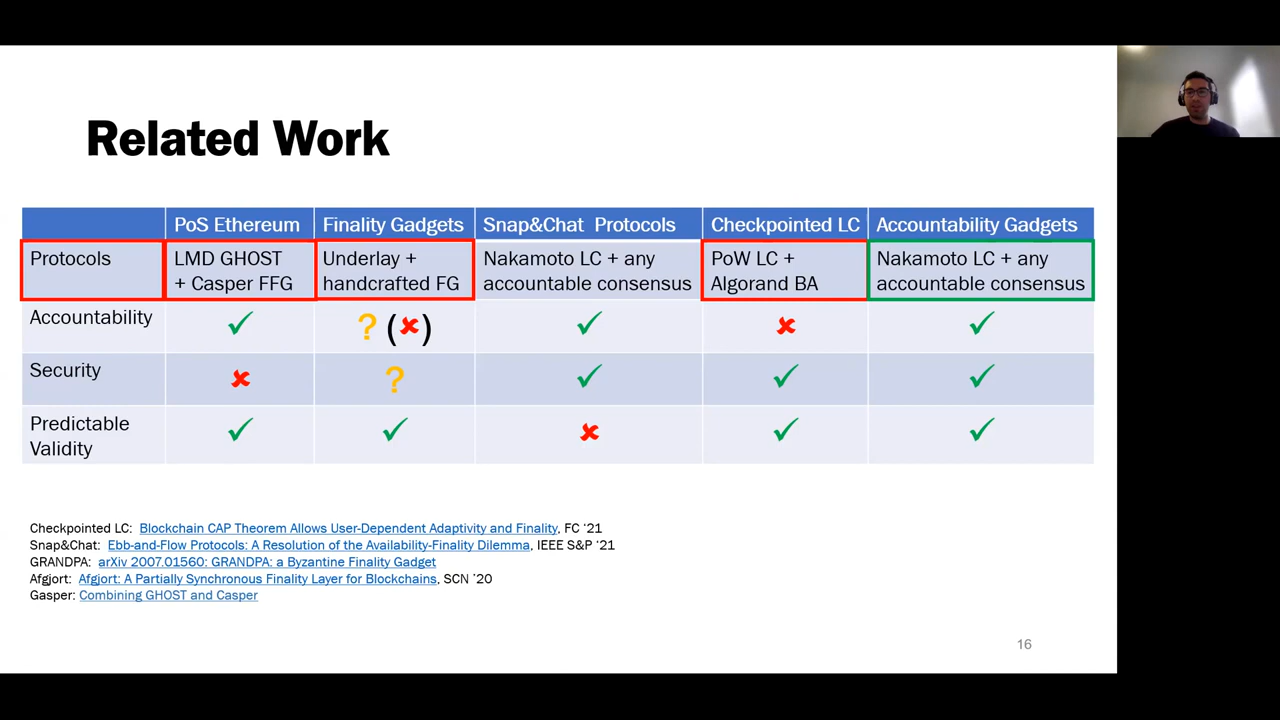 Related Work
PoS Ethereum Finality Gadgets Snap&Chat Protocols Checkpointed LC Accountability Gadgets
Protocols LMD GHOST Underlay + Nakamoto LC + any PoW LC + Nakamoto LC + any
+ Casper FFG handcrafted FG accountable consensus Algorand BA accountable consensus
Accountability ✓ ? (✘) ✓ ✘ ✓
Security ✘ ? ✓ ✓ ✓
Predictable ✓ ✓ ✘ ✓ ✓
Validity
Checkpointed LC: Blockchain CAP Theorem Allows User-Dependent Adaptivity and Finality, FC ‘21
Snap&Chat: Ebb-and-Flow Protocols: A Resolution of the Availability-Finality Dilemma, IEEE S&P ‘21
GRANDPA: arXiv 2007.01560: GRANDPA: a Byzantine Finality Gadget
Afgjort: Afgjort: A Partially Synchronous Finality Layer for Blockchains, SCN ’20
Gasper: Combining GHOST and Casper
16